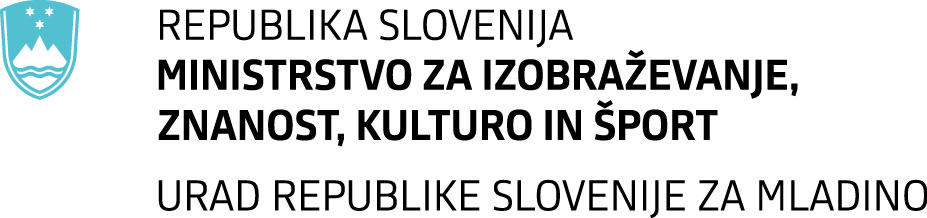 REPUBLIKA SLOVENIJA
MINISTRSTVO ZA IZOBRAŽEVANJE,
ZNANOST, KULTURO IN ŠPORT
URAD REPUBLIKE SLOVENIJE ZA MLADINO